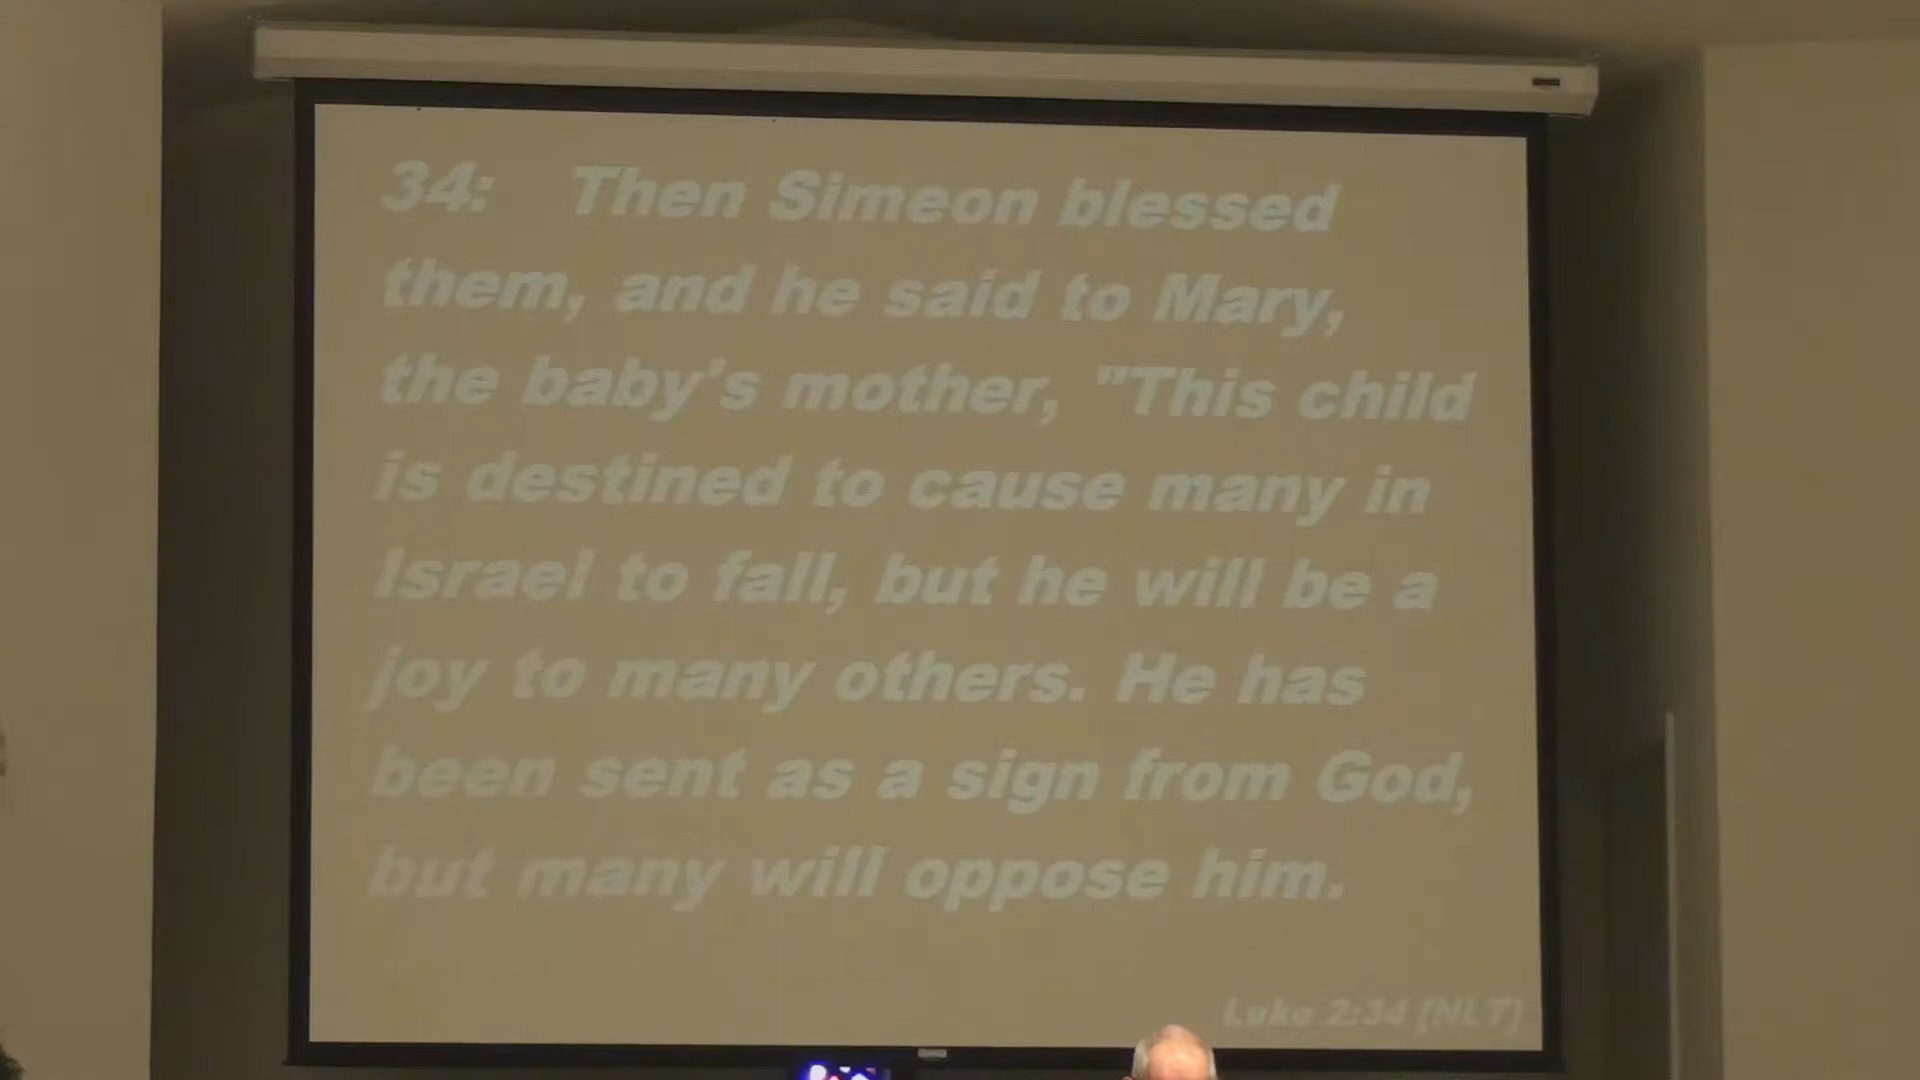 34: Then Simeon blessed
them, and he said to Mary,
the baby's mother, "This child
is destined to cause many in
Israel to fall, but he will be a
joy to many others. He has
been sent as a sign from God,
but many will oppose him.
Luke 2:34 [NLT]